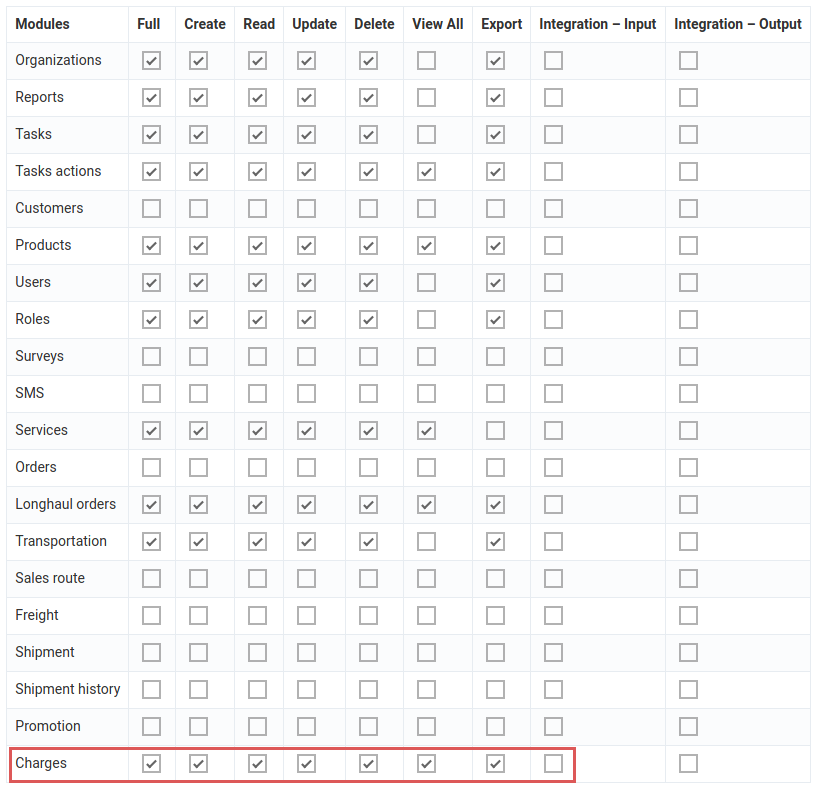 Modules Full Create Read Update Delete View All Export Integration – Input Integration – Output
Organizations
Reports
Tasks
Tasks actions
Customers
Products
Users
Roles
Surveys
SMS
Services
Orders
Longhaul orders
Transportation
Sales route
Freight
Shipment
Shipment history
Promotion
Charges